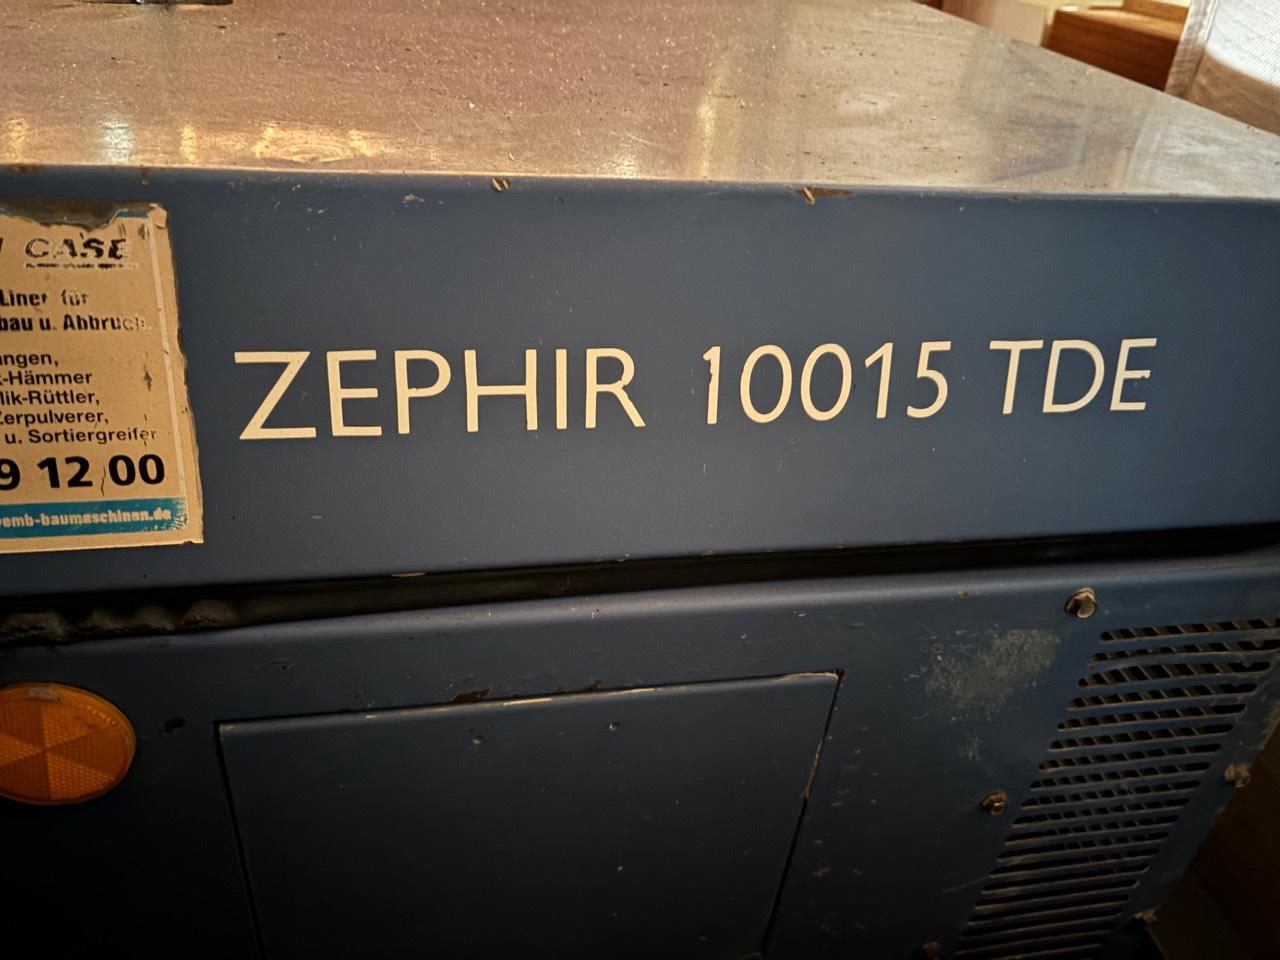 CASE
Liner für
bau u. Abbruch
angen,
k-Hämmer
lik-Rüttler,
Zerpulverer,
u. Sortiergreifer
9 12 00
emb-baumaschinen.de
ZEPHIR 10015 TDE